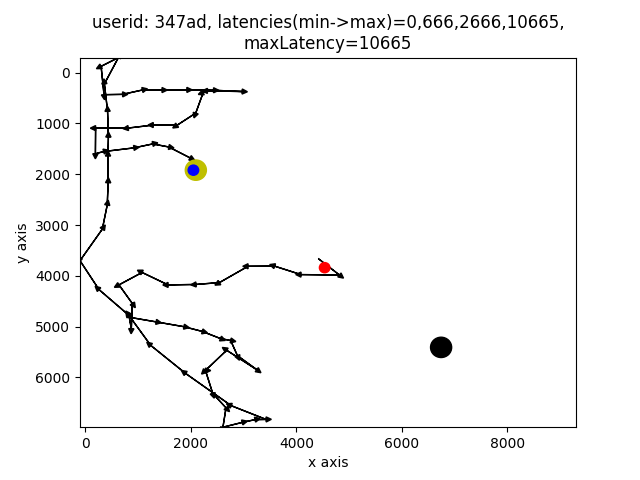 userid: 347ad, latencies(min->max)=0,666,2666,10665,
maxLatency=10665
0
1000
2000
3000
4000
5000
6000
y axis
0 2000 4000 6000 8000
x axis